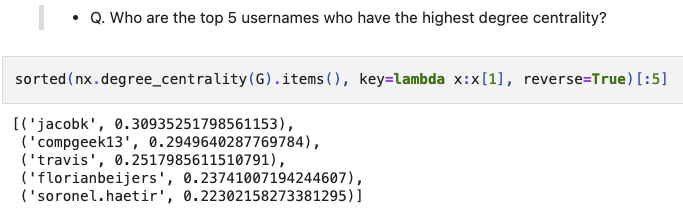 • Q. Who are the top 5 usernames who have the highest degree centrality?
sorted(nx.degree_centrality(G).items(), key=lambda x:x[1], reverse=True)[:5]
[('jacobk', 0.30935251798561153),
('compgeek13', 0.2949640287769784),
('travis', 0.2517985611510791),
('florianbeijers', 0.23741007194244607),
('soronel.haetir', 0.22302158273381295)]